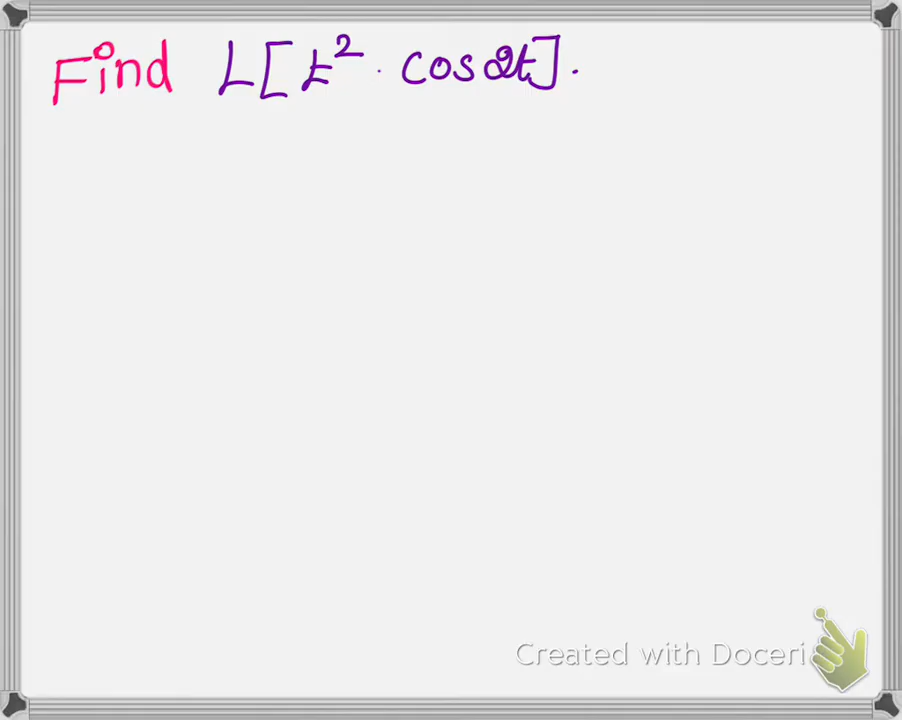 Find L[t² · cos2t].
Created with Doceri